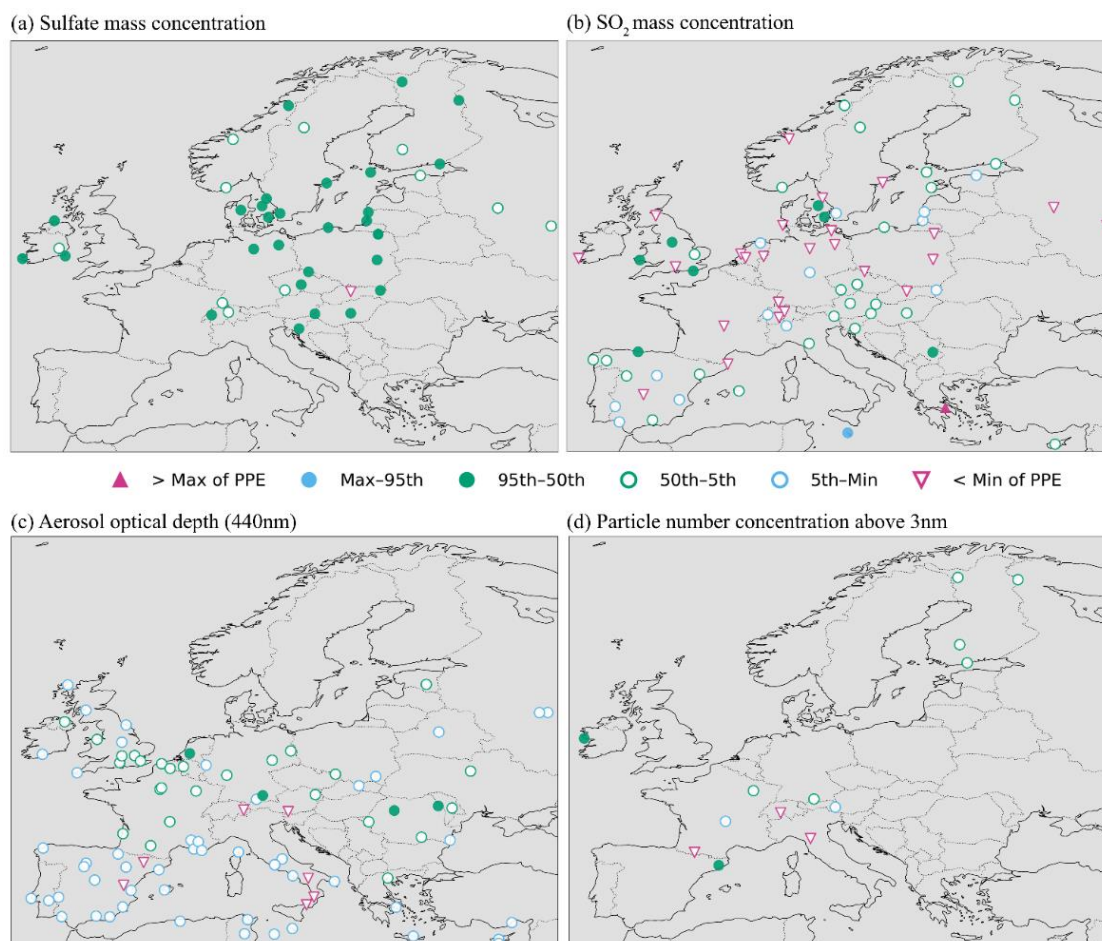 (a) Sulfate mass concentration
(b) SO₂ mass concentration
> Max of PPE
Max–95th
95th–50th
50th–5th
5th–Min
< Min of PPE
(c) Aerosol optical depth (440nm)
(d) Particle number concentration above 3nm